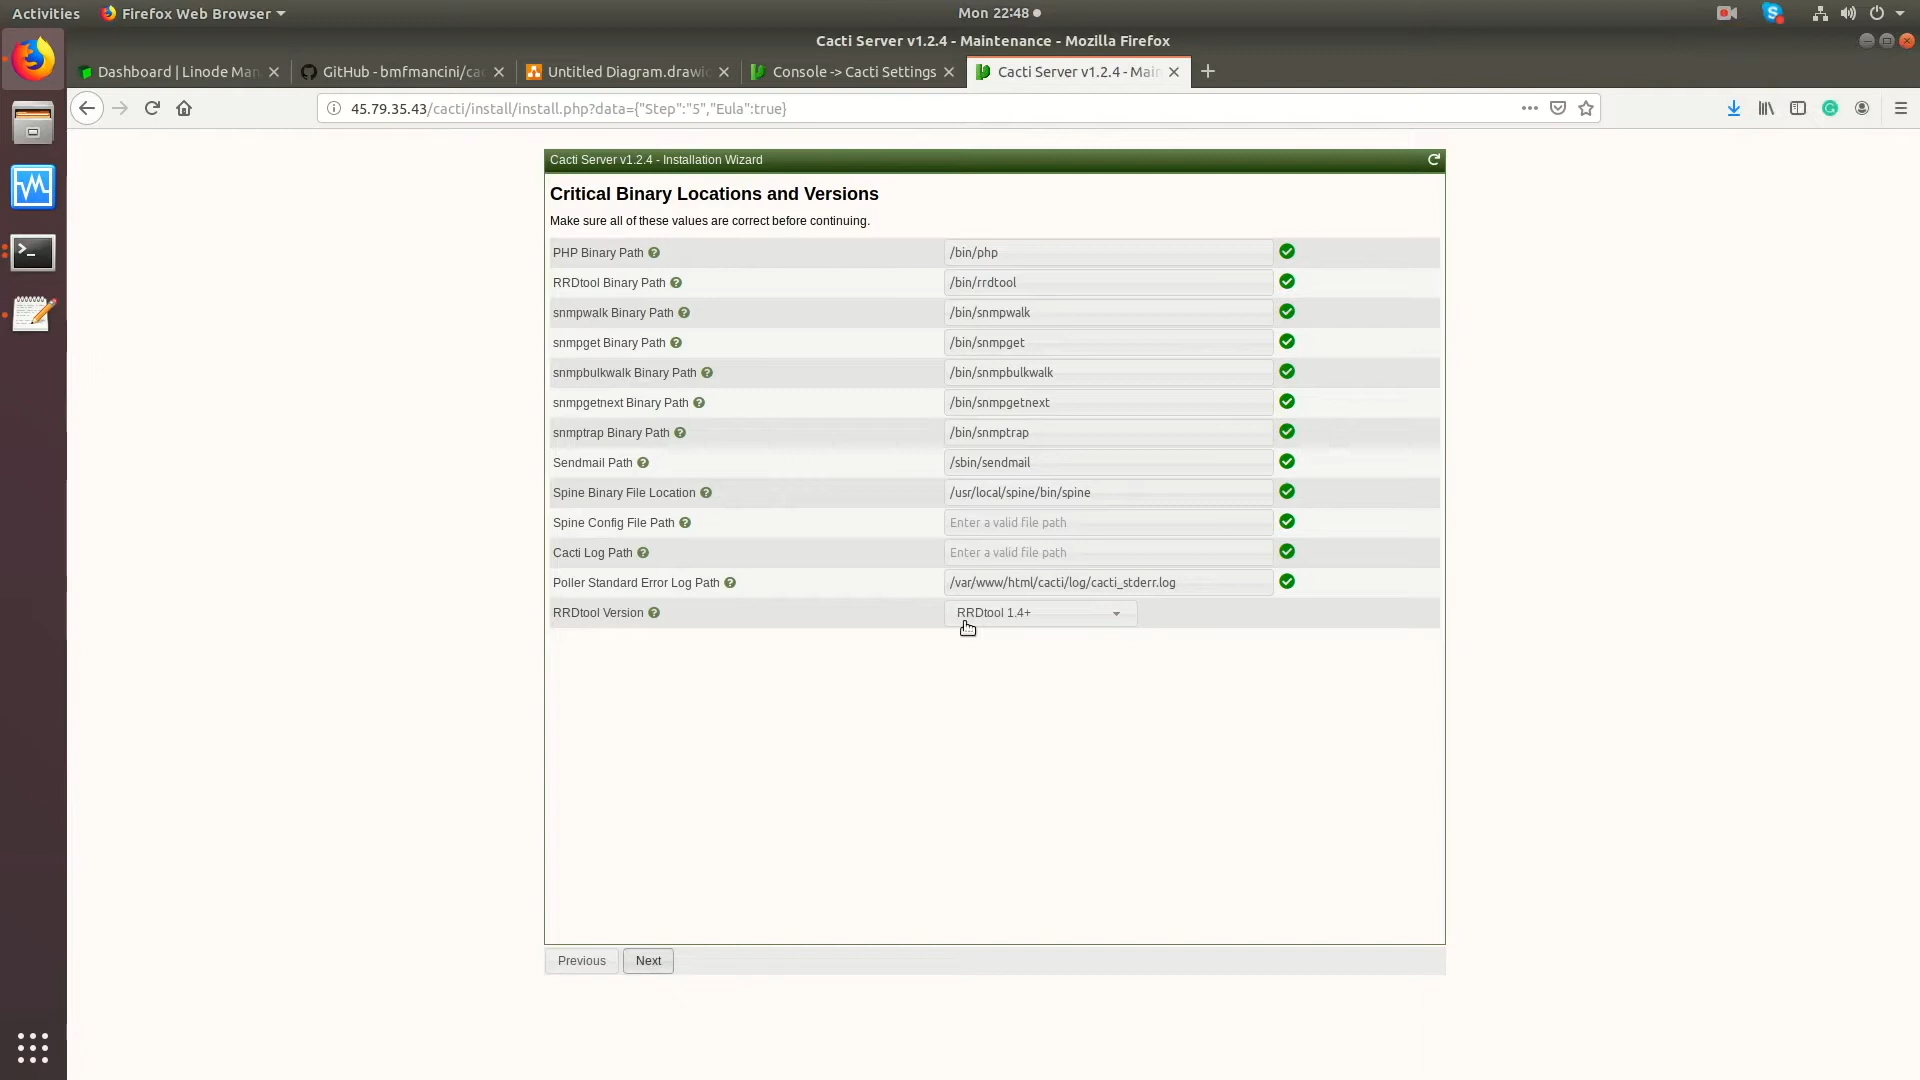 Activities
Firefox Web Browser
Mon 22:48
Cacti Server v1.2.4 - Maintenance - Mozilla Firefox
Dashboard | Linode Man
GitHub - bmfmancini/cac
Untitled Diagram.drawio
Console -> Cacti Settings
Cacti Server v1.2.4 - Main
45.79.35.43/cacti/install/install.php?data={"Step":"5","Eula":true}
Cacti Server v1.2.4 - Installation Wizard
Critical Binary Locations and Versions
Make sure all of these values are correct before continuing.
PHP Binary Path
/bin/php
RRDtool Binary Path
/bin/rrdtool
snmpwalk Binary Path
/bin/snmpwalk
snmpget Binary Path
/bin/snmpget
snmpbulkwalk Binary Path
/bin/snmpbulkwalk
snmpgetnext Binary Path
/bin/snmpgetnext
snmptrap Binary Path
/bin/snmptrap
Sendmail Path
/sbin/sendmail
Spine Binary File Location
/usr/local/spine/bin/spine
Spine Config File Path
Enter a valid file path
Cacti Log Path
Enter a valid file path
Poller Standard Error Log Path
/var/www/html/cacti/log/cacti_stderr.log
RRDtool Version
RRDtool 1.4+
Previous
Next